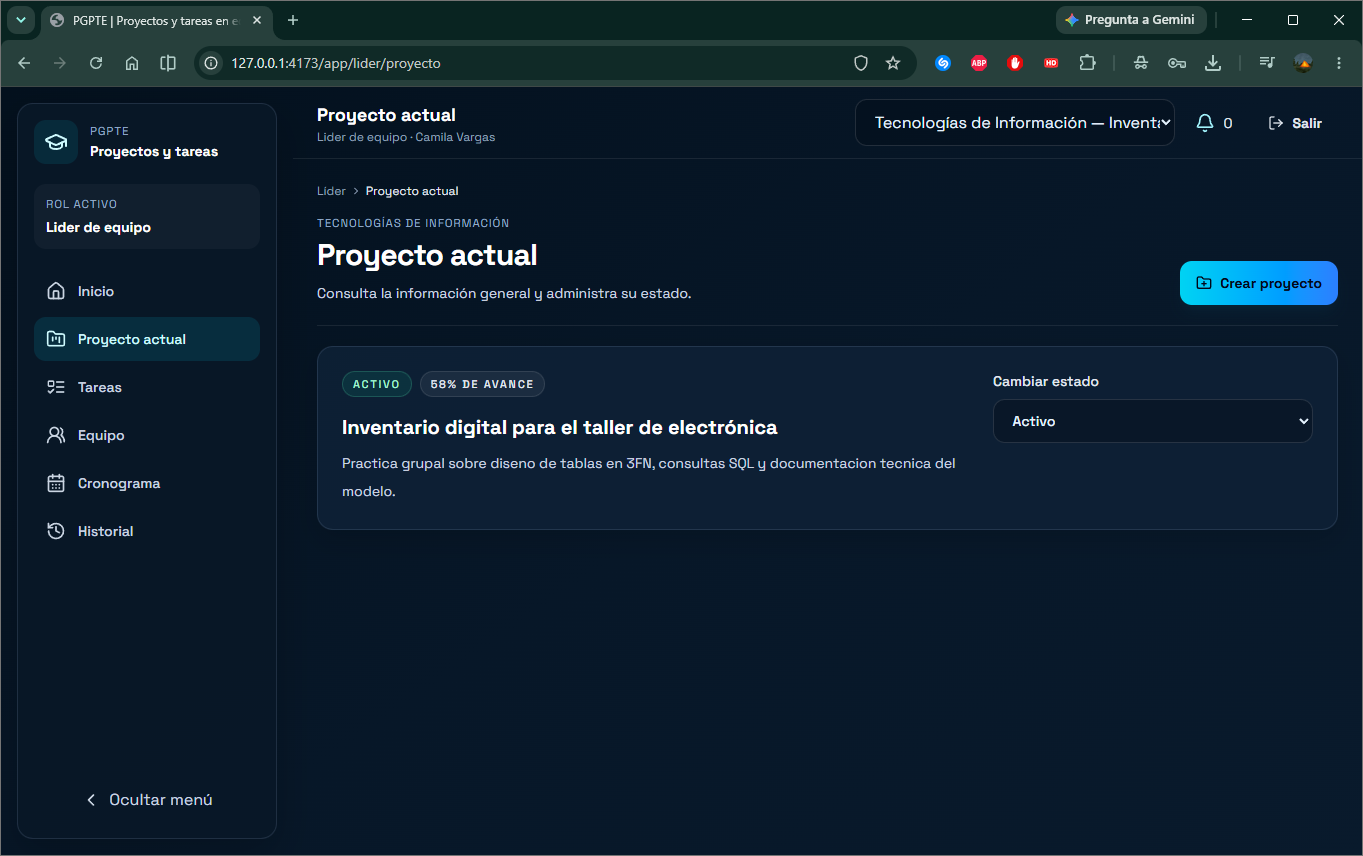 PGPTE | Proyectos y tareas en e
Pregunta a Gemini
127.0.0.1:4173/app/lider/proyecto
ABP
HD
PGPTE
Proyectos y tareas
ROL ACTIVO
Lider de equipo
Inicio
Proyecto actual
Tareas
Equipo
Cronograma
Historial
Ocultar menú
Proyecto actual
Lider de equipo · Camila Vargas
Tecnologías de Información — Inventa
0
Salir
Lider > Proyecto actual
TECNOLOGÍAS DE INFORMACIÓN
Proyecto actual
Consulta la información general y administra su estado.
Crear proyecto
ACTIVO
58% DE AVANCE
Inventario digital para el taller de electrónica
Practica grupal sobre diseno de tablas en 3FN, consultas SQL y documentacion tecnica del
modelo.
Cambiar estado
Activo